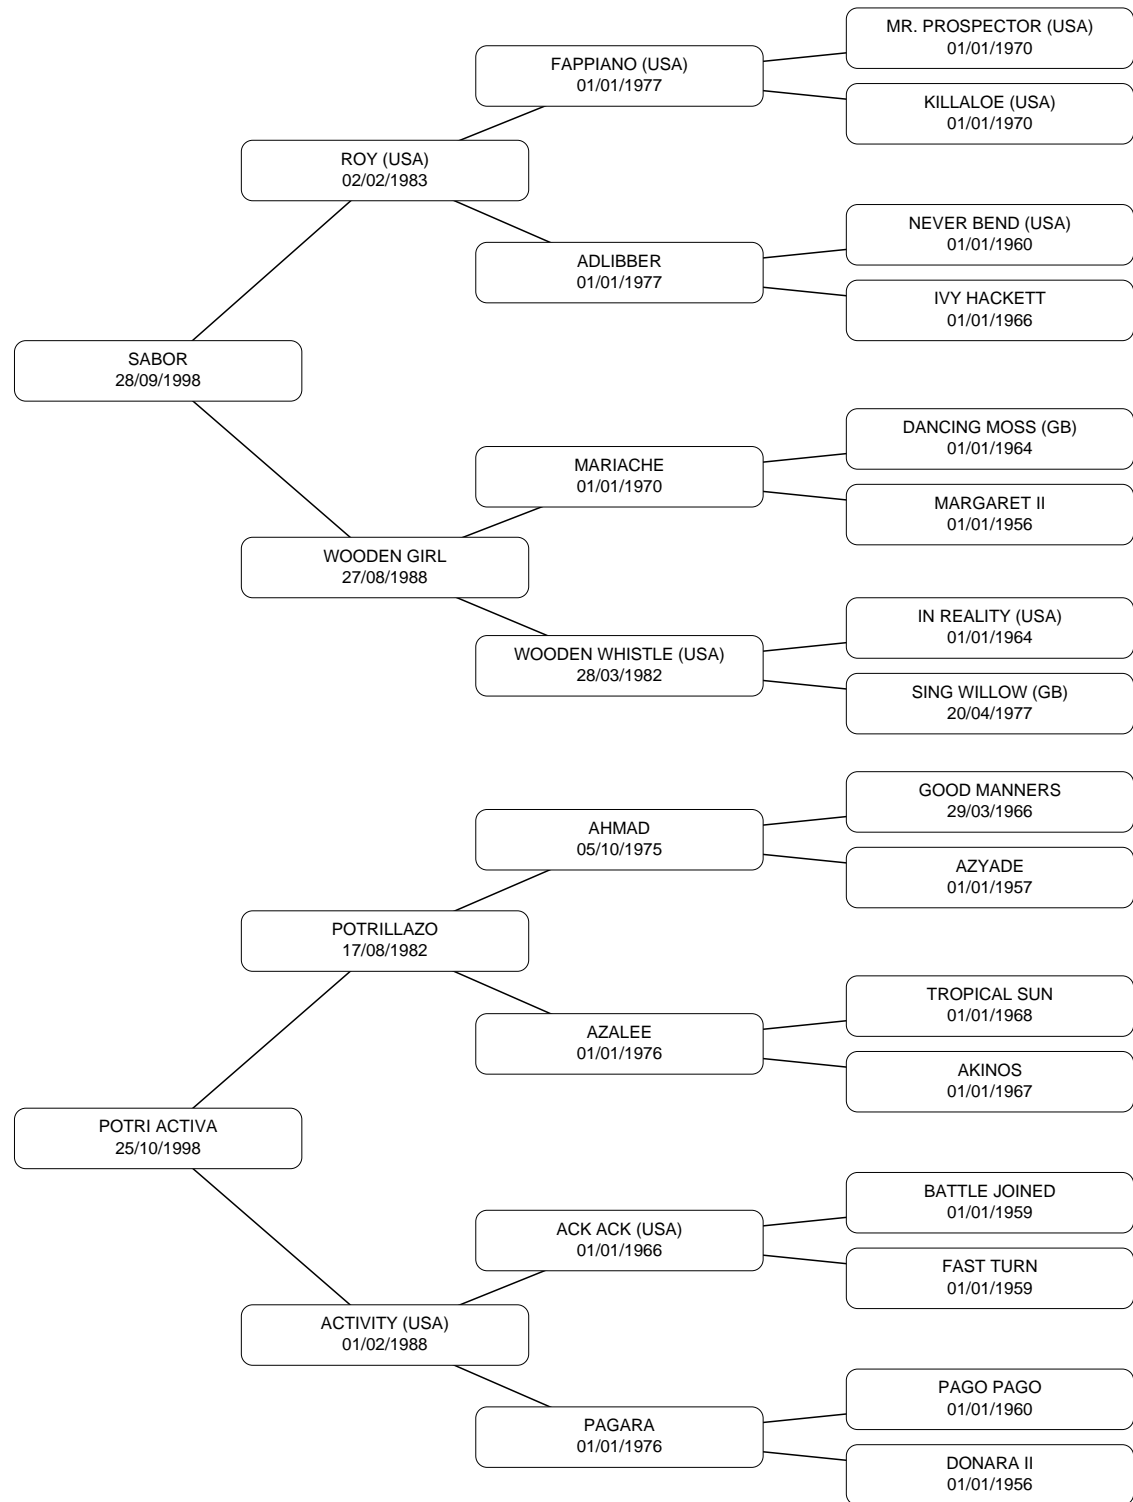 MR. PROSPECTOR (USA)
01/01/1970
FAPPIANO (USA)
01/01/1977
KILLALOE (USA)
01/01/1970
ROY (USA)
02/02/1983
NEVER BEND (USA)
01/01/1960
ADLIBBER
01/01/1977
IVY HACKETT
01/01/1966
SABOR
28/09/1998
DANCING MOSS (GB)
01/01/1964
MARIACHE
01/01/1970
MARGARET II
01/01/1956
WOODEN GIRL
27/08/1988
IN REALITY (USA)
01/01/1964
WOODEN WHISTLE (USA)
28/03/1982
SING WILLOW (GB)
20/04/1977
GOOD MANNERS
29/03/1966
AHMAD
05/10/1975
AZYADE
01/01/1957
POTRILLAZO
17/08/1982
TROPICAL SUN
01/01/1968
AZALEE
01/01/1976
AKINOS
01/01/1967
POTRI ACTIVA
25/10/1998
BATTLE JOINED
01/01/1959
ACK ACK (USA)
01/01/1966
FAST TURN
01/01/1959
ACTIVITY (USA)
01/02/1988
PAGO PAGO
01/01/1960
PAGARA
01/01/1976
DONARA II
01/01/1956